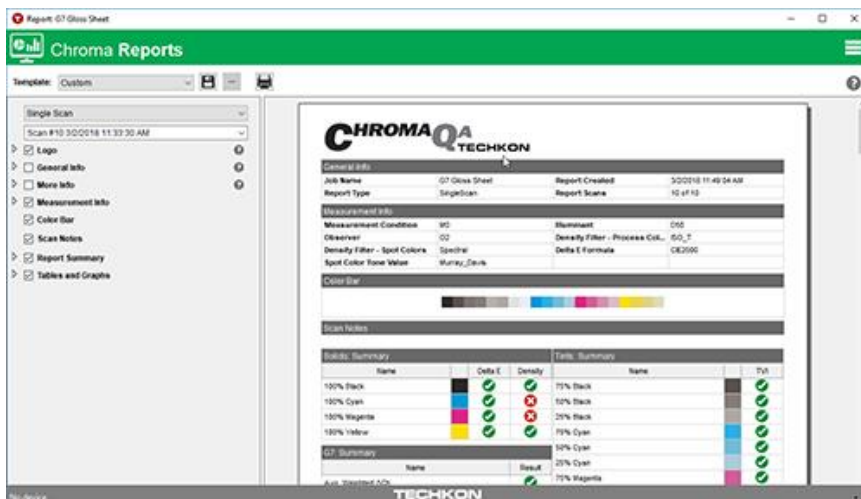 Report: G7 Gloss Sheet
Chroma Reports
Template: Custom
Single Scan
Scan #10 3/2/2018 11:33:30 AM
Logo
General Info
More Info
Measurement Info
Color Bar
Scan Notes
Report Summary
Tables and Graphs
CHROMA QA
TECHKON
General Info
Job Name G7 Gloss Sheet Report Created 3/2/2018 11:49:04 AM
Report Type SingleScan Report Scans 10 of 10
Measurement Info
Measurement Condition M0 Illuminant D50
Observer O2 Density Filter - Process Col... ISO_T
Density Filter - Spot Colors Spectral Delta E Formula CIE2000
Spot Color Tone Value Murray_Davis
Color Bar
Scan Notes
Solids: Summary Tints: Summary
Name Delta E Density Name TVI
100% Black 75% Black
100% Cyan 50% Black
100% Magenta 25% Black
100% Yellow 75% Cyan
G7: Summary 50% Cyan
Name Result 25% Cyan
75% Magenta
No device TECHKON